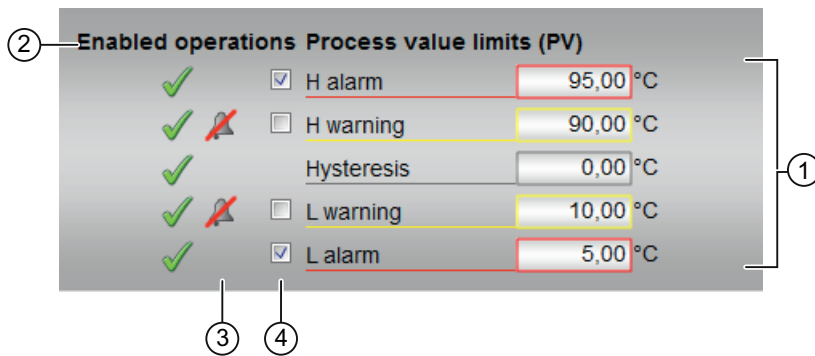 2 Enabled operations Process value limits (PV)
H alarm 95,00 °C
H warning 90,00 °C
Hysteresis 0,00 °C
1
L warning 10,00 °C
L alarm 5,00 °C
3 4